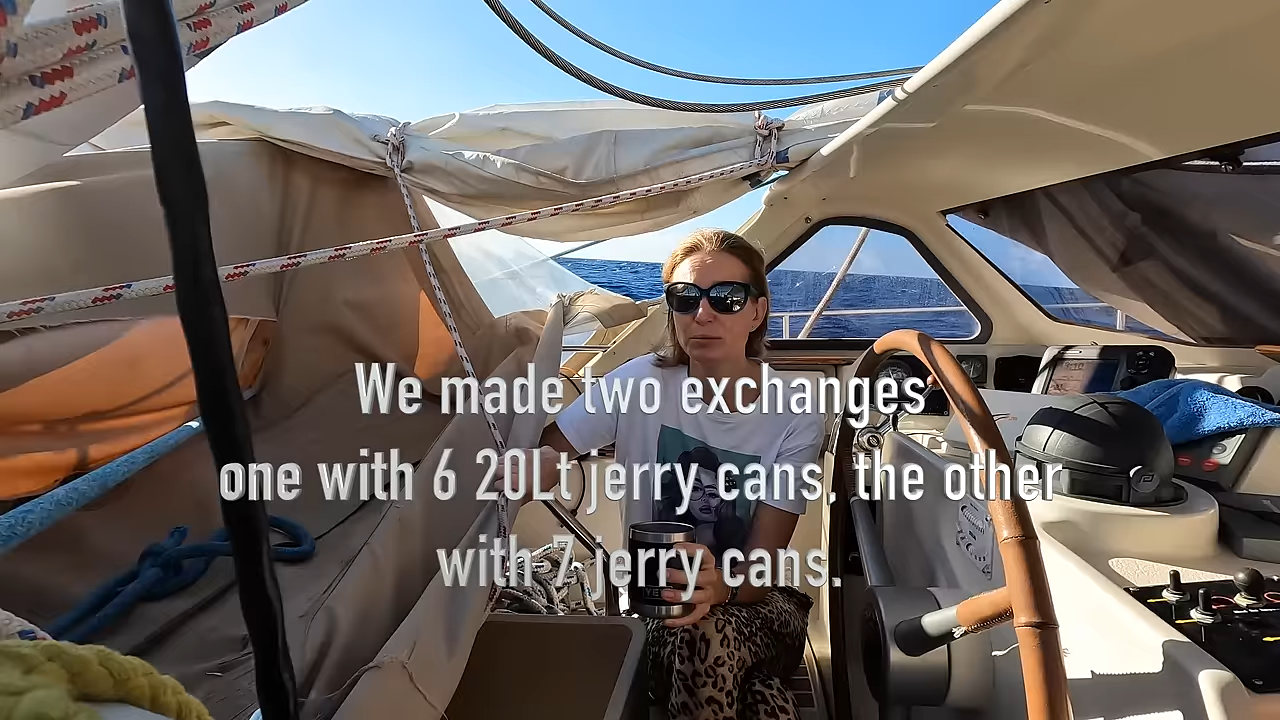 We made two exchanges
one with 6 20Lt jerry cans, the other
with 7 jerry cans.